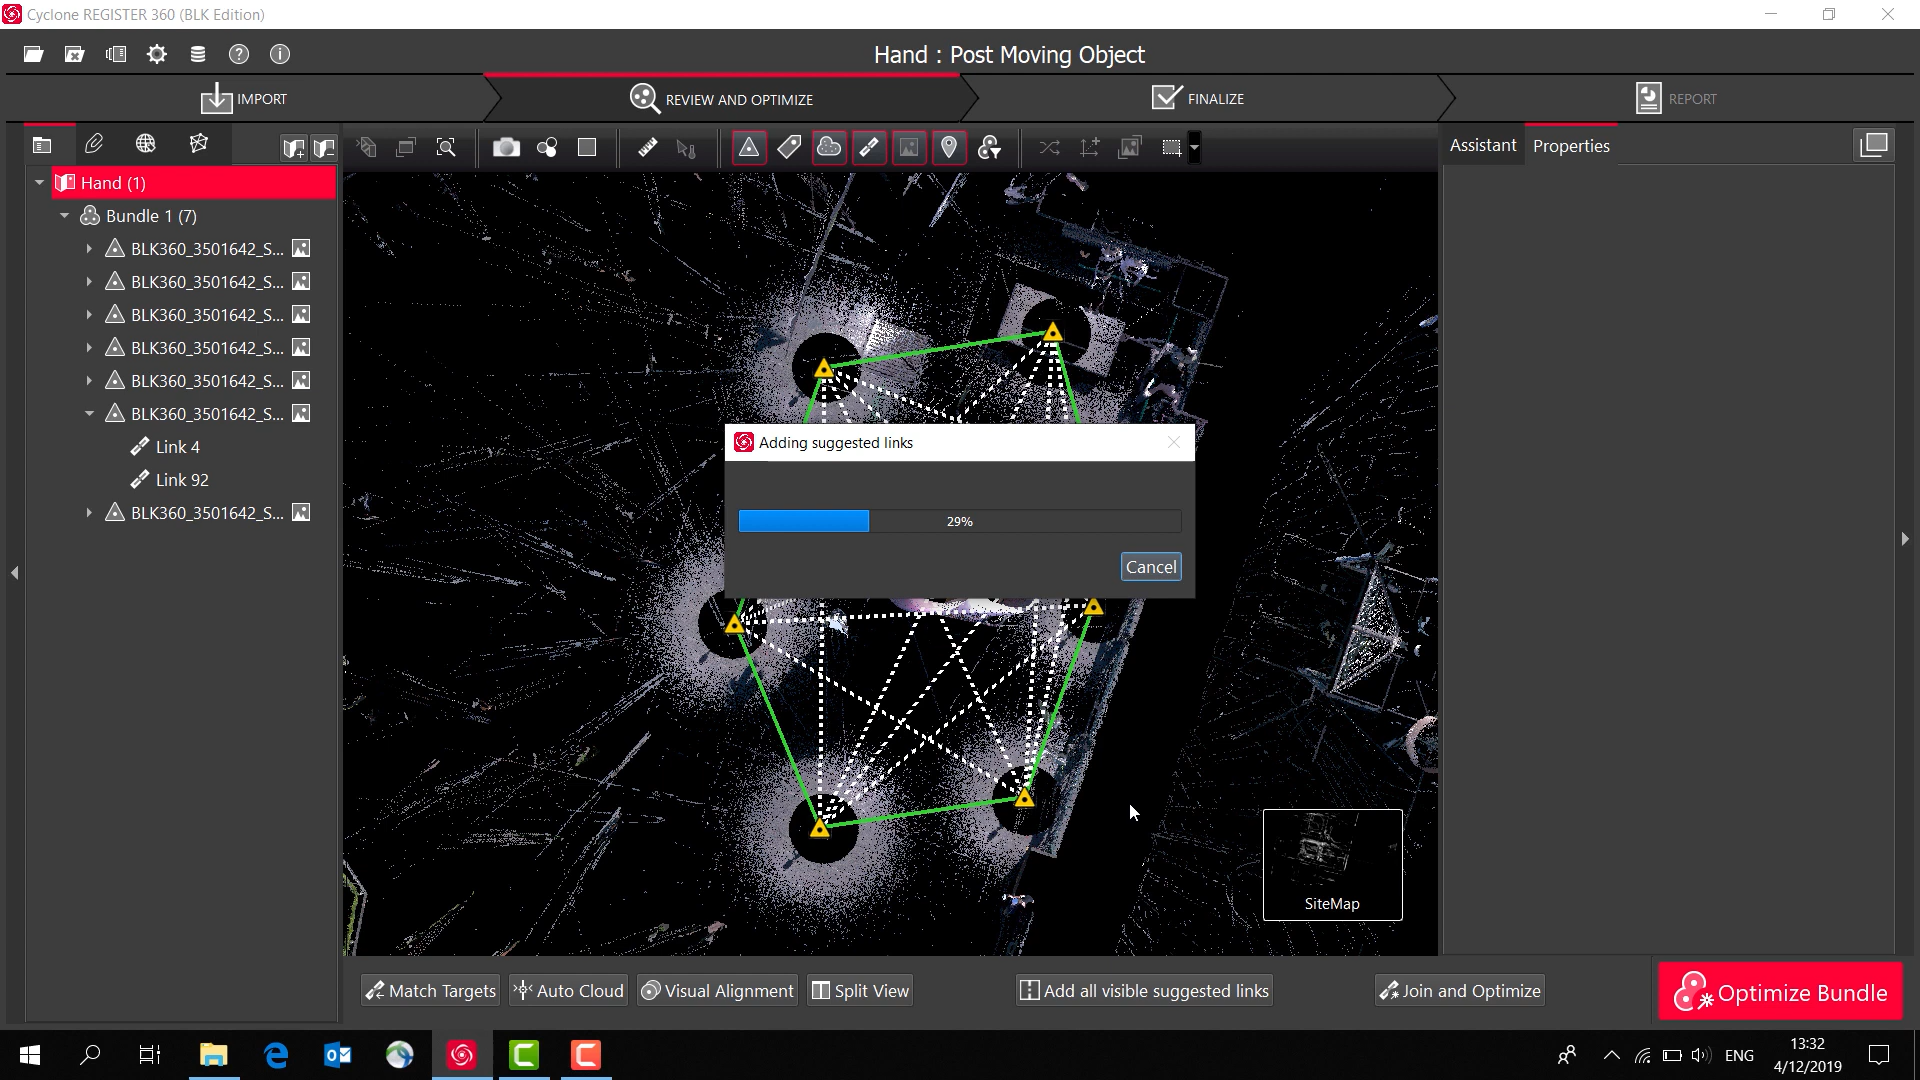 Cyclone REGISTER 360 (BLK Edition)
Hand : Post Moving Object
IMPORT
REVIEW AND OPTIMIZE
FINALIZE
REPORT
Assistant
Properties
Hand (1)
Bundle 1 (7)
BLK360_3501642_S...
BLK360_3501642_S...
BLK360_3501642_S...
BLK360_3501642_S...
BLK360_3501642_S...
BLK360_3501642_S...
Link 4
Link 92
BLK360_3501642_S...
Adding suggested links
29%
Cancel
SiteMap
Match Targets
Auto Cloud
Visual Alignment
Split View
Add all visible suggested links
Join and Optimize
Optimize Bundle
ENG
13:32
4/12/2019